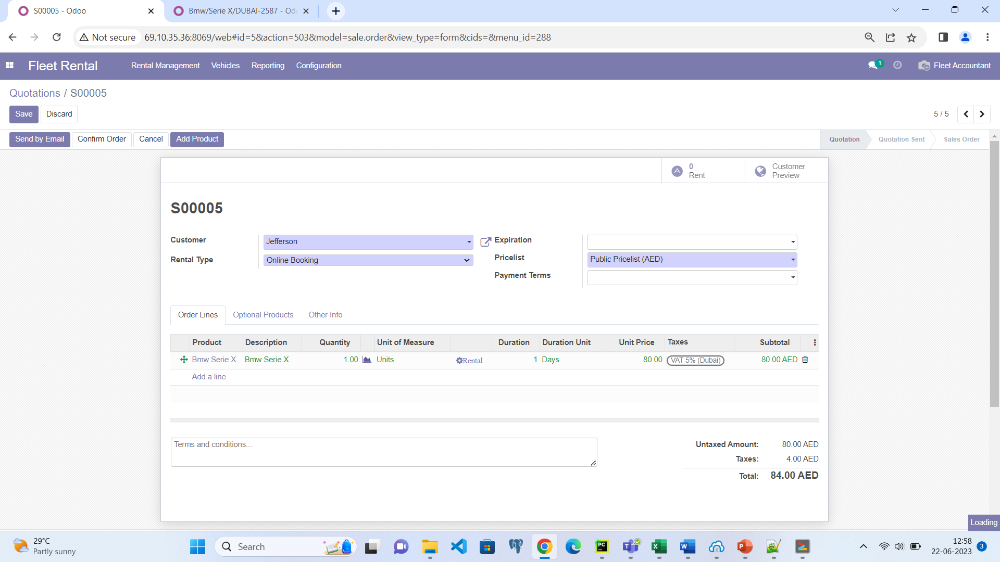 S00005 - Odoo
Bmw/Serie X/DUBAI-2587 - Od
Not secure 69.10.35.36:8069/web#id=5&action=503&model=sale.order&view_type=form&cids=&menu_id=288
Fleet Rental Rental Management Vehicles Reporting Configuration 1 Fleet Accountant
Quotations / S00005
Save Discard 5 / 5
Send by Email Confirm Order Cancel Add Product Quotation Quotation Sent Sales Order
0 Rent
Customer Preview
S00005
Customer Jefferson
Expiration
Rental Type Online Booking
Pricelist Public Pricelist (AED)
Payment Terms
Order Lines Optional Products Other Info
Product Description Quantity Unit of Measure Duration Duration Unit Unit Price Taxes Subtotal
Bmw Serie X Bmw Serie X 1.00 Units Rental 1 Days 80.00 VAT 5% (Dubai) 80.00 AED
Add a line
Terms and conditions...
Untaxed Amount: 80.00 AED
Taxes: 4.00 AED
Total: 84.00 AED
Loading
29°C
Partly sunny
Search
12:58
22-06-2023
3